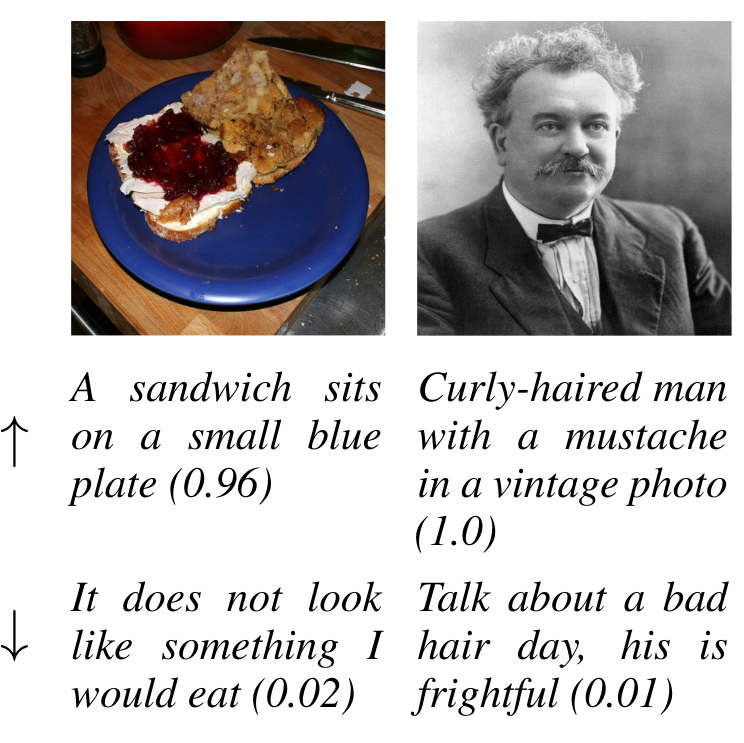 A sandwich sits
on a small blue
plate (0.96)
Curly-haired man
with a mustache
in a vintage photo
(1.0)
↑
It does not look
like something I
would eat (0.02)
Talk about a bad
hair day, his is
frightful (0.01)
↓